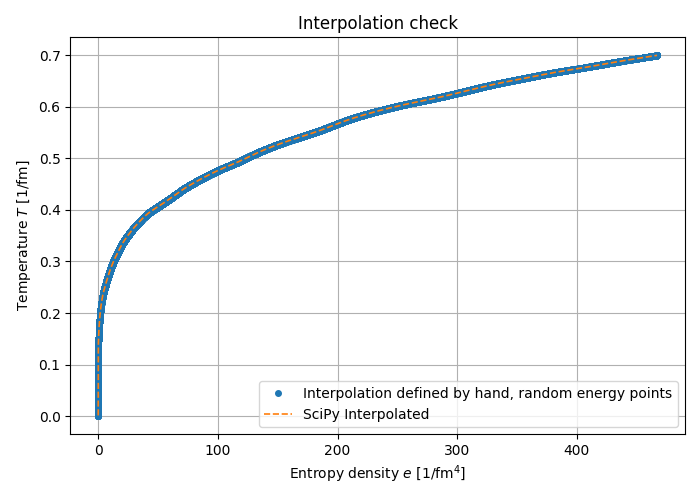 Interpolation check
Temperature T [1/fm]
0.7
0.6
0.5
0.4
0.3
0.2
0.1
0.0
Interpolation defined by hand, random energy points
SciPy Interpolated
0 100 200 300 400
Entropy density e [1/fm⁴]